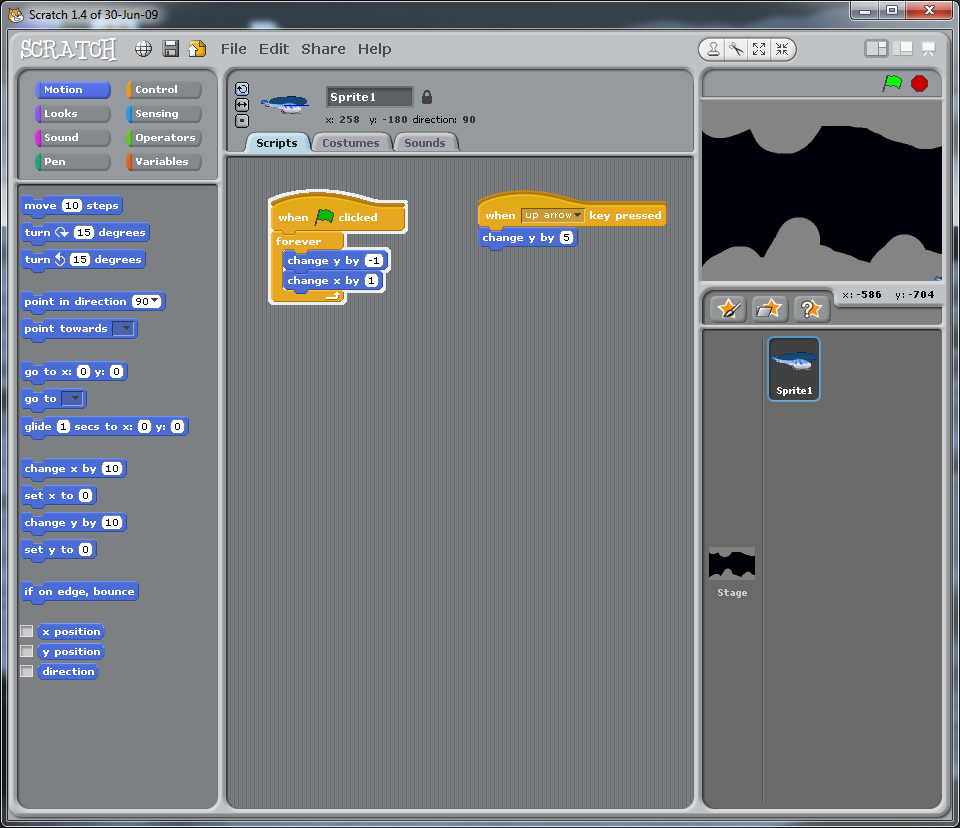 Scratch 1.4 of 30-Jun-09
SCRATCH File Edit Share Help
Motion Control
Looks Sensing
Sound Operators
Pen Variables
Sprite1
x: 258 y: -180 direction: 90
Scripts Costumes Sounds
move 10 steps
turn 15 degrees
turn 15 degrees
point in direction 90
point towards
go to x: 0 y: 0
go to
glide 1 secs to x: 0 y: 0
change x by 10
set x to 0
change y by 10
set y to 0
if on edge, bounce
x position
y position
direction
when clicked
forever
change y by -1
change x by 1
when up arrow key pressed
change y by 5
x: -586 y: -704
Sprite1
Stage